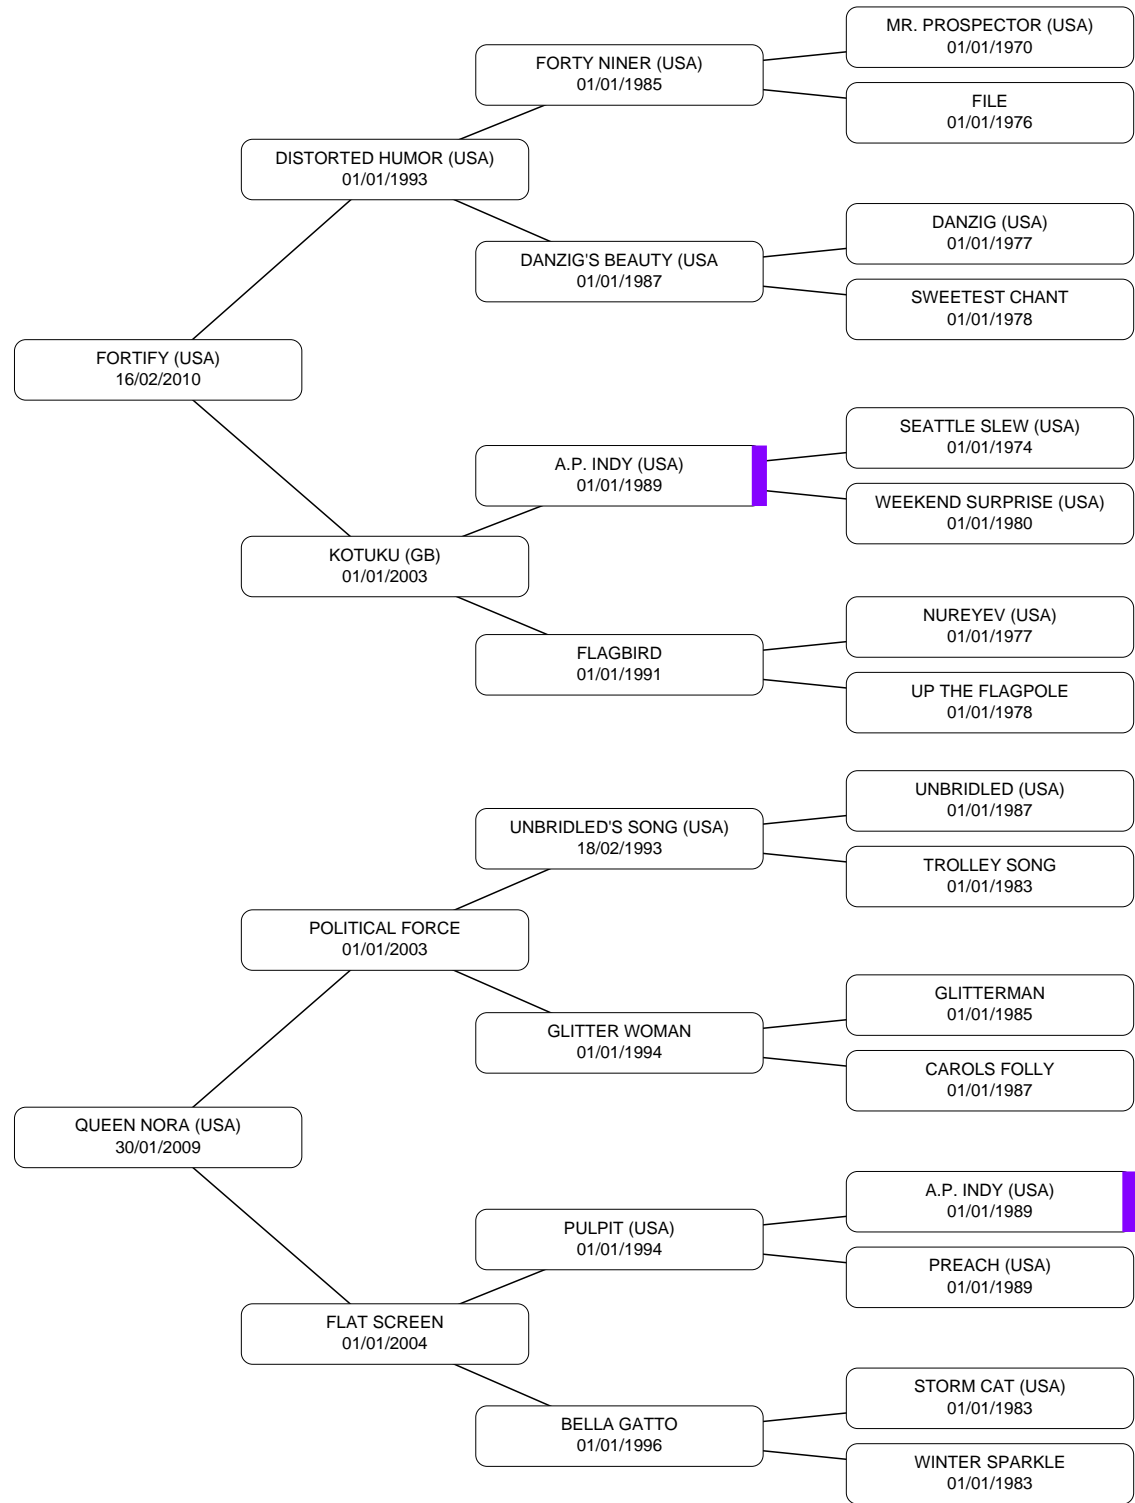 MR. PROSPECTOR (USA)
01/01/1970
FORTY NINER (USA)
01/01/1985
FILE
01/01/1976
DISTORTED HUMOR (USA)
01/01/1993
DANZIG (USA)
01/01/1977
DANZIG'S BEAUTY (USA
01/01/1987
SWEETEST CHANT
01/01/1978
FORTIFY (USA)
16/02/2010
SEATTLE SLEW (USA)
01/01/1974
A.P. INDY (USA)
01/01/1989
WEEKEND SURPRISE (USA)
01/01/1980
KOTUKU (GB)
01/01/2003
NUREYEV (USA)
01/01/1977
FLAGBIRD
01/01/1991
UP THE FLAGPOLE
01/01/1978
UNBRIDLED (USA)
01/01/1987
UNBRIDLED'S SONG (USA)
18/02/1993
TROLLEY SONG
01/01/1983
POLITICAL FORCE
01/01/2003
GLITTERMAN
01/01/1985
GLITTER WOMAN
01/01/1994
CAROLS FOLLY
01/01/1987
QUEEN NORA (USA)
30/01/2009
A.P. INDY (USA)
01/01/1989
PULPIT (USA)
01/01/1994
PREACH (USA)
01/01/1989
FLAT SCREEN
01/01/2004
STORM CAT (USA)
01/01/1983
BELLA GATTO
01/01/1996
WINTER SPARKLE
01/01/1983